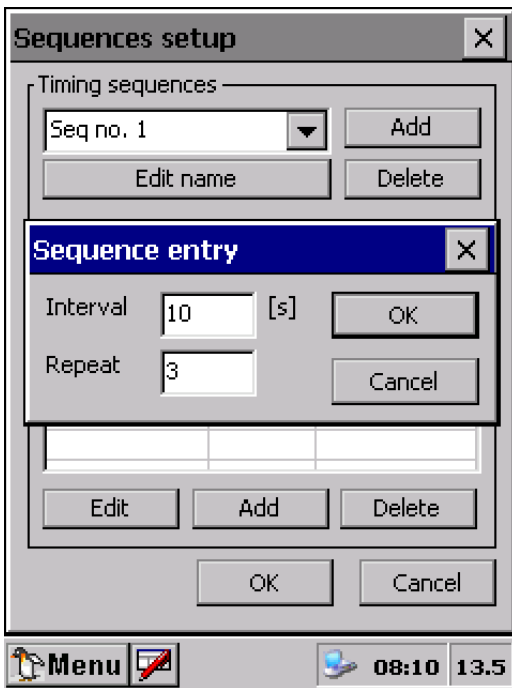 Sequences setup
Timing sequences
Seq no. 1
Add
Edit name
Delete
Sequence entry
Interval 10 [s]
OK
Repeat 3
Cancel
Edit Add Delete
OK Cancel
Menu 08:10 13.5